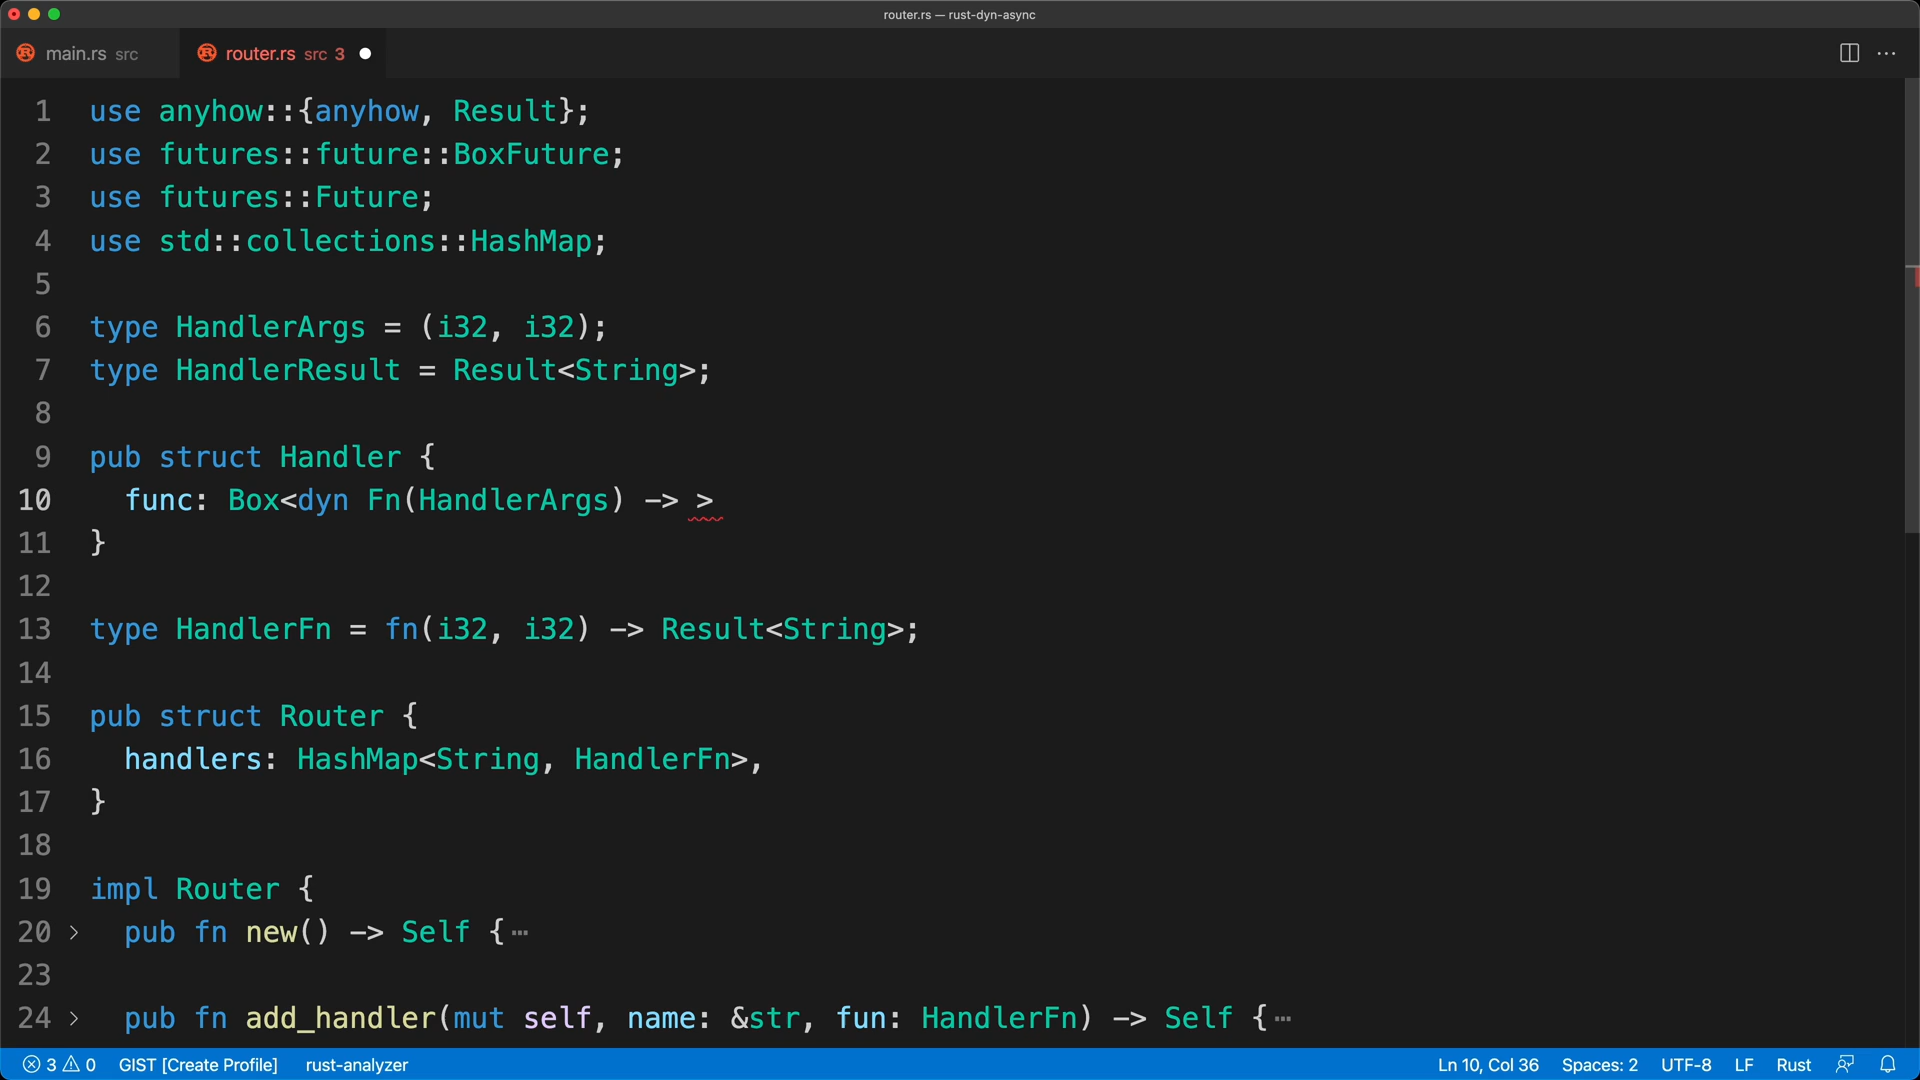 router.rs — rust-dyn-async
main.rs src
router.rs src 3
1 use anyhow::{anyhow, Result};
2 use futures::future::BoxFuture;
3 use futures::Future;
4 use std::collections::HashMap;
5
6 type HandlerArgs = (i32, i32);
7 type HandlerResult = Result<String>;
8
9 pub struct Handler {
10 func: Box<dyn Fn(HandlerArgs) -> >
11 }
12
13 type HandlerFn = fn(i32, i32) -> Result<String>;
14
15 pub struct Router {
16 handlers: HashMap<String, HandlerFn>,
17 }
18
19 impl Router {
20 pub fn new() -> Self {⋯
23
24 pub fn add_handler(mut self, name: &str, fun: HandlerFn) -> Self {⋯
3 0 GIST [Create Profile] rust-analyzer Ln 10, Col 36 Spaces: 2 UTF-8 LF Rust